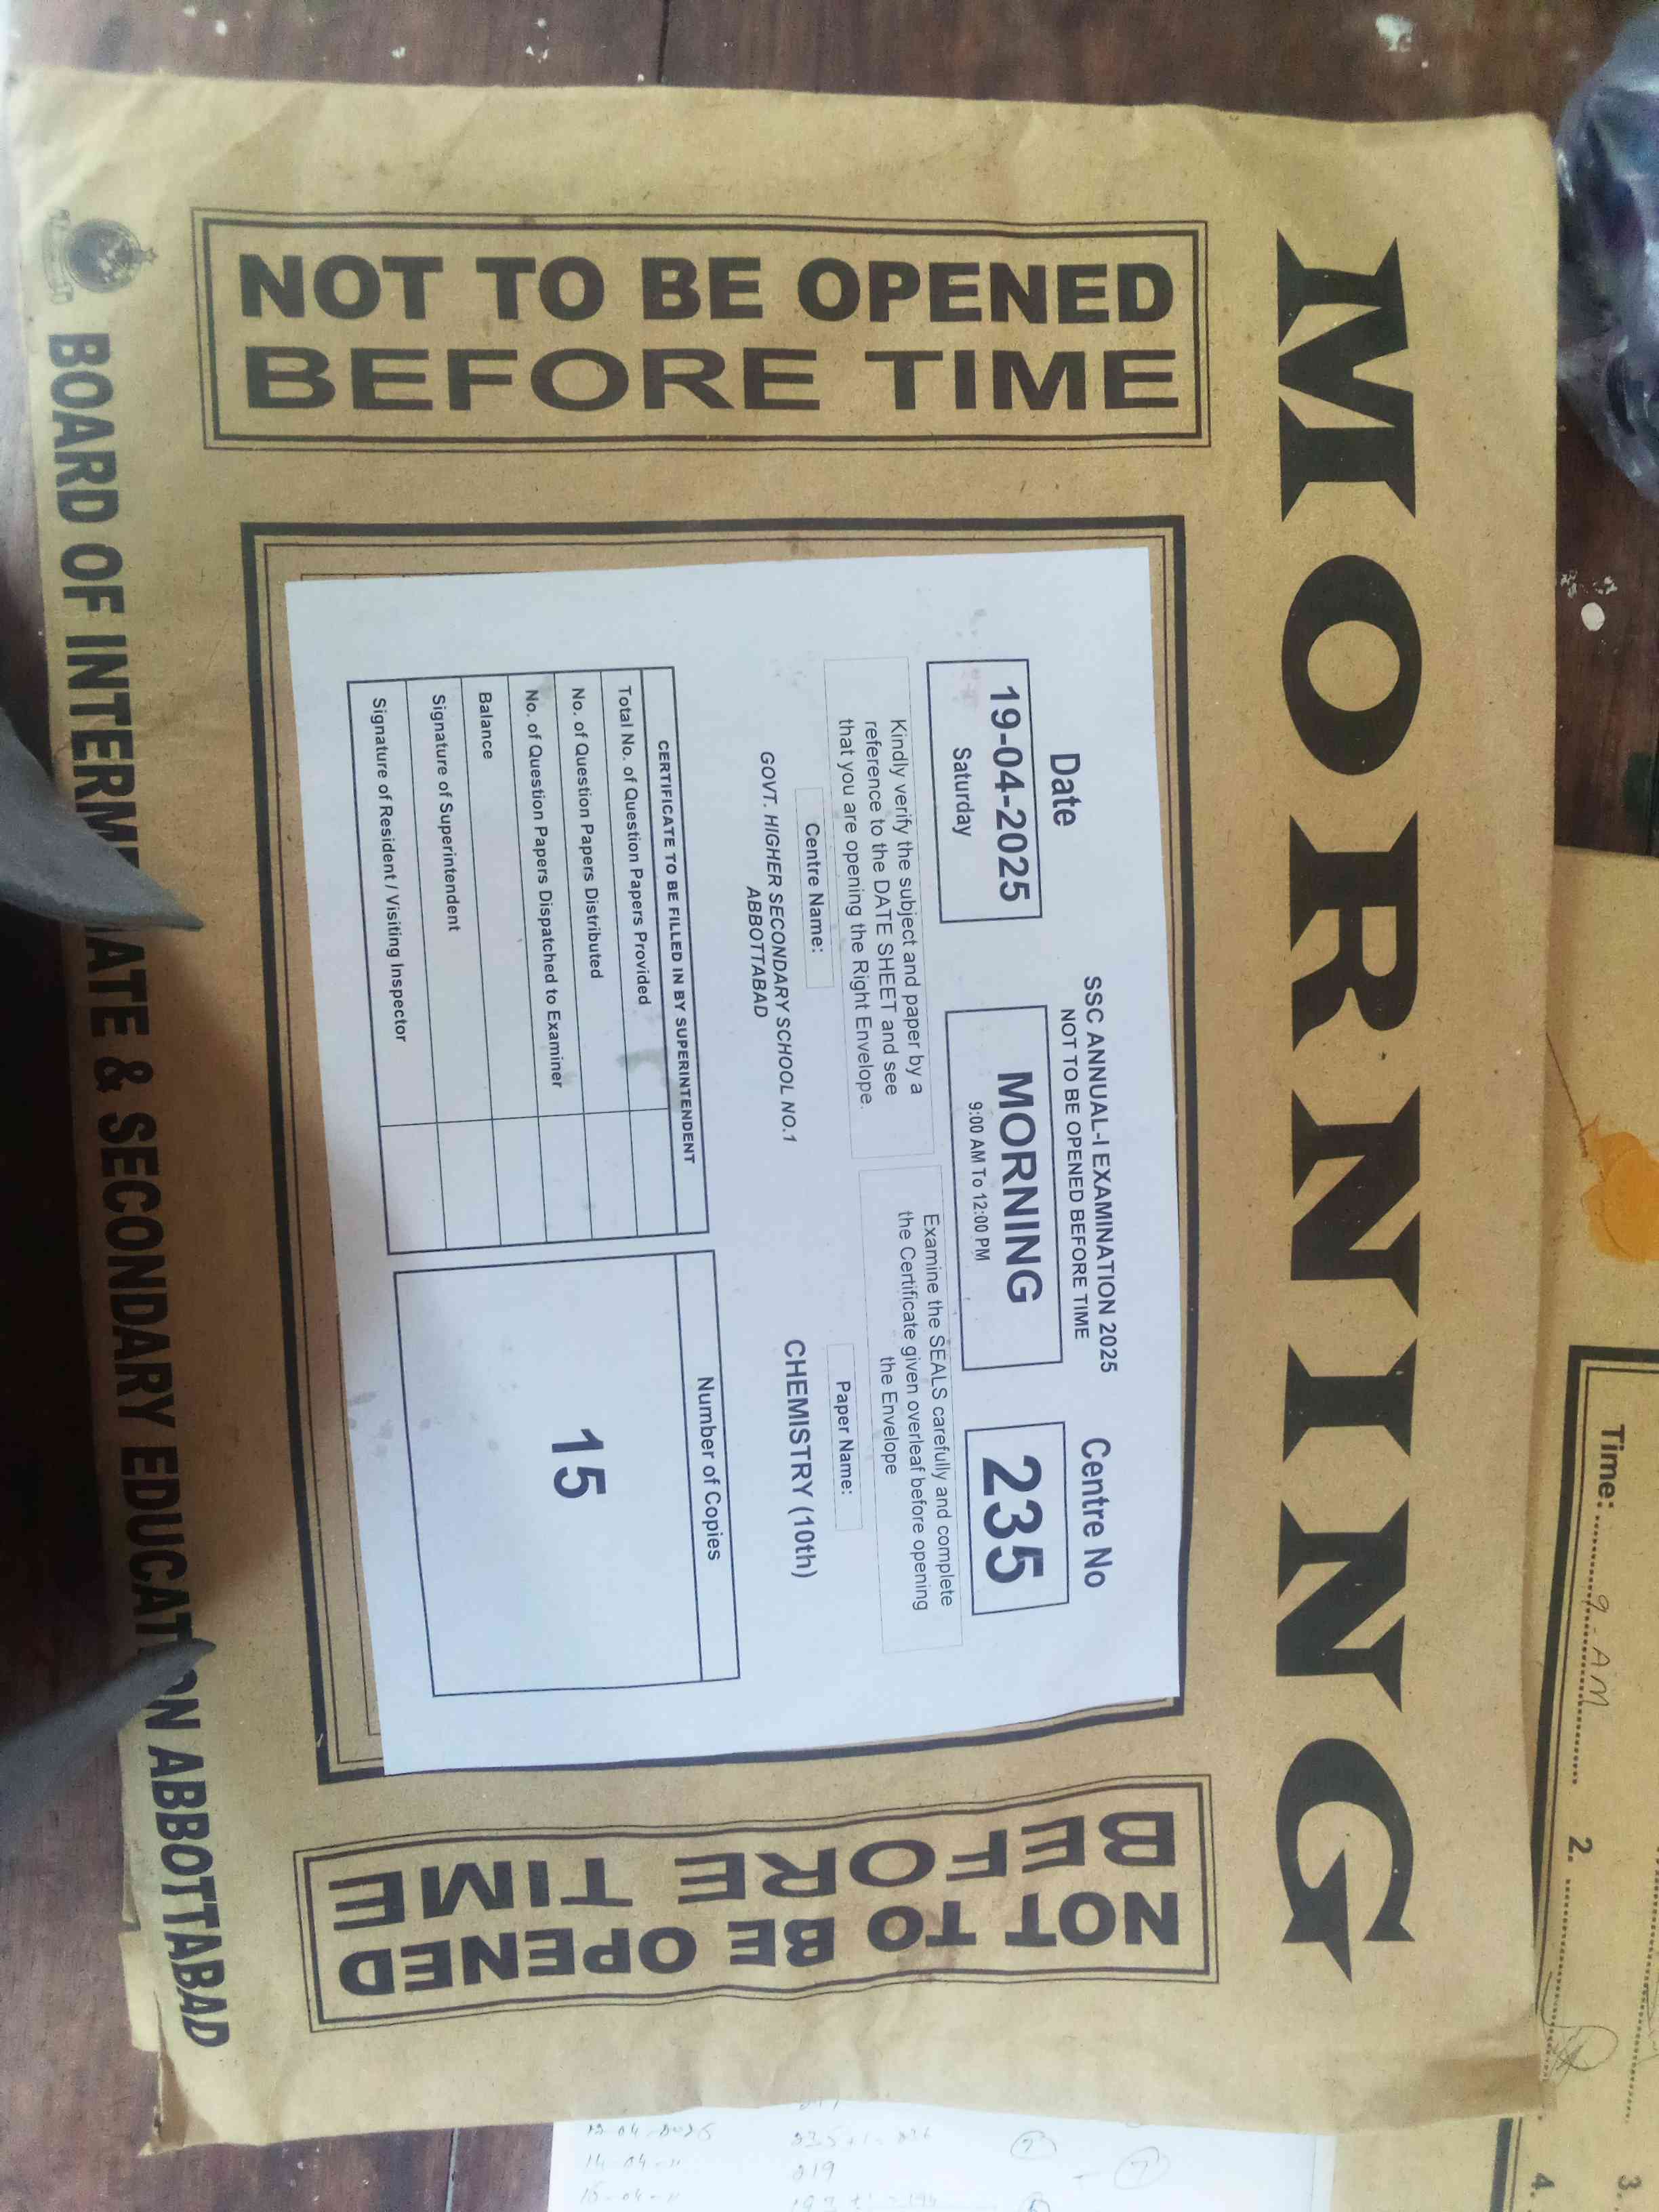 MORNING
NOT TO BE OPENED
BEFORE TIME
SSC ANNUAL-I EXAMINATION 2025
NOT TO BE OPENED BEFORE TIME
Date
19-04-2025
Saturday
MORNING
9:00 AM To 12:00 PM
Centre No
235
Kindly verify the subject and paper by a
reference to the DATE SHEET and see
that you are opening the Right Envelope.
Examine the SEALS carefully and complete
the Certificate given overleaf before opening
the Envelope
Centre Name:
GOVT. HIGHER SECONDARY SCHOOL NO.1
ABBOTTABAD
Paper Name:
CHEMISTRY (10th)
CERTIFICATE TO BE FILLED IN BY SUPERINTENDENT
Total No. of Question Papers Provided
No. of Question Papers Distributed
No. of Question Papers Dispatched to Examiner
Balance
Signature of Superintendent
Signature of Resident / Visiting Inspector
Number of Copies
15
NOT TO BE OPENED
BEFORE TIME
BOARD OF INTERMEDIATE & SECONDARY EDUCATION ABBOTTABAD
Time: 9 - AM
2.
3.
4.
219